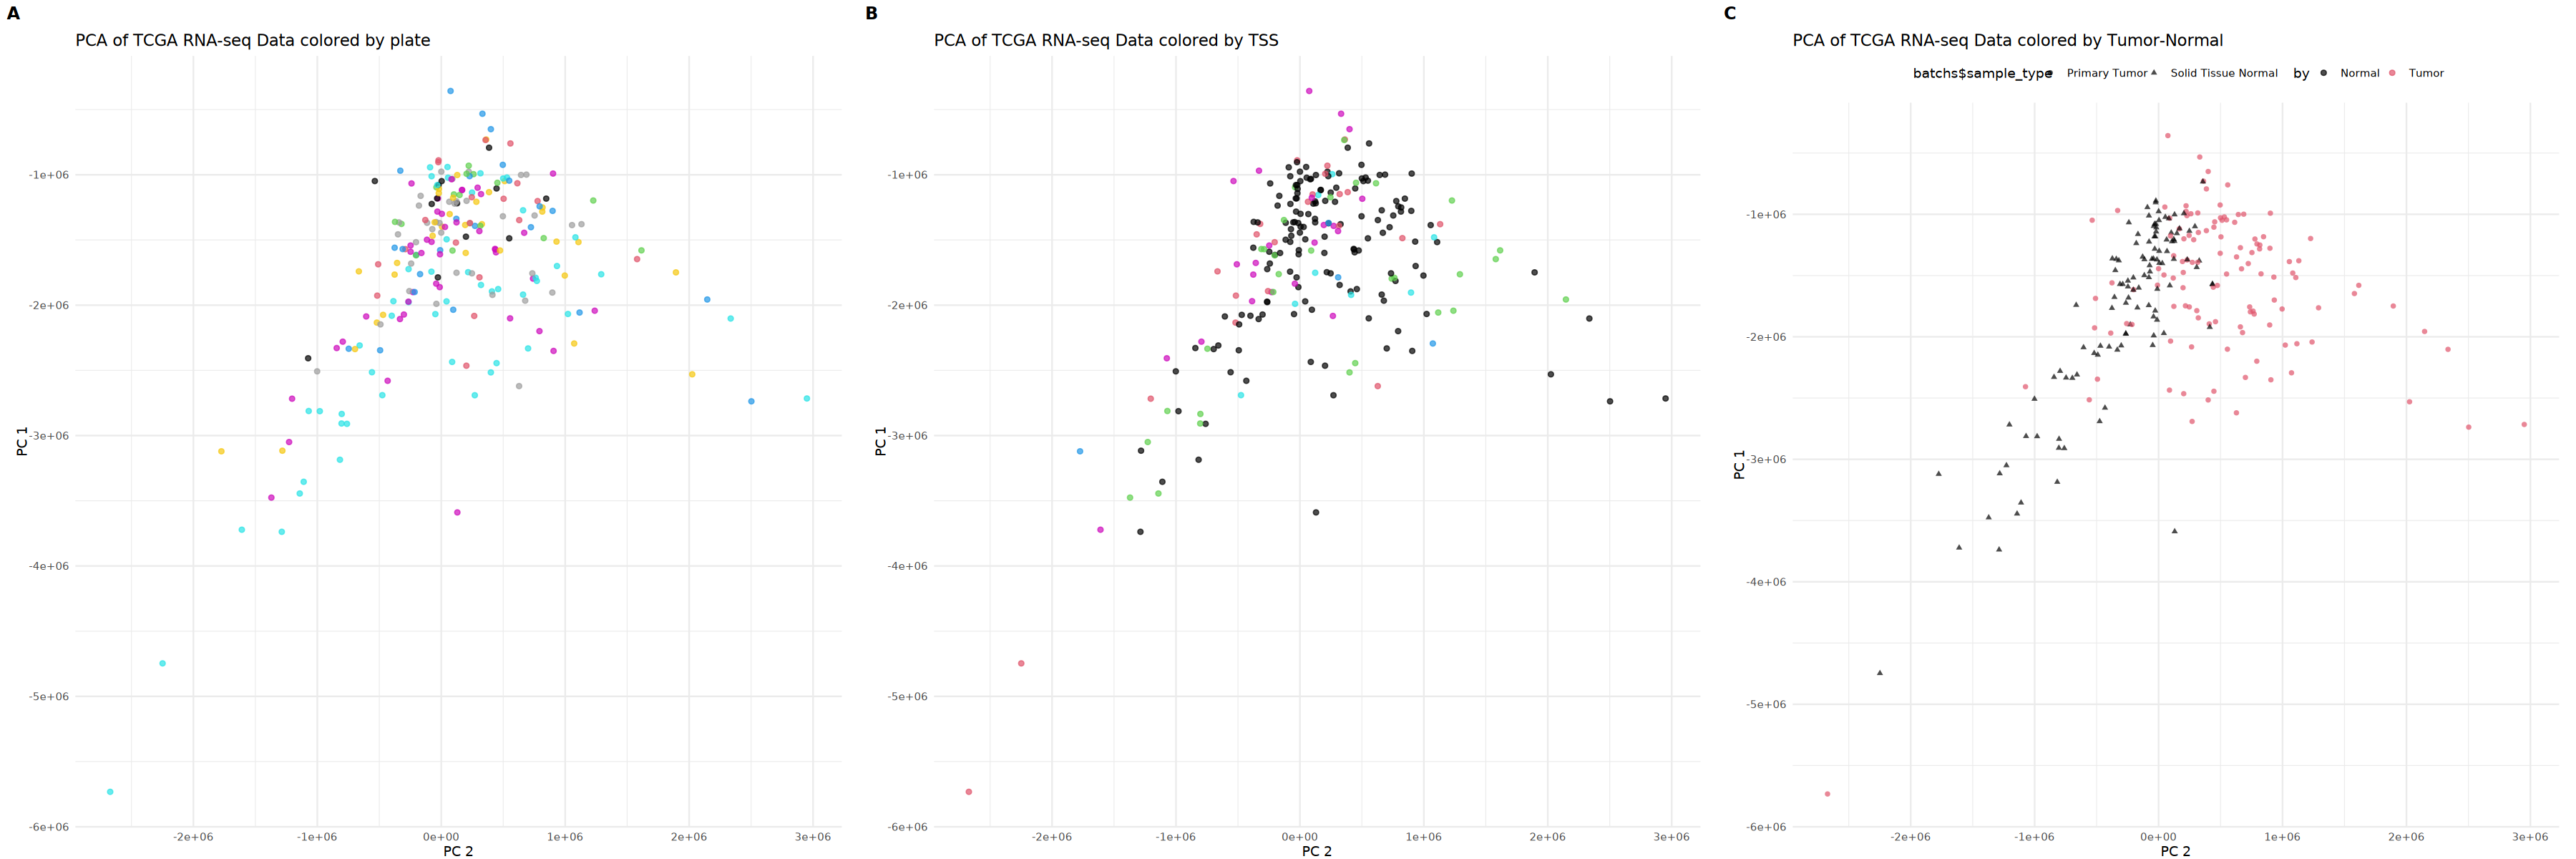 A
PCA of TCGA RNA-seq Data colored by plate
-1e+06
-2e+06
-3e+06
-4e+06
-5e+06
-6e+06
PC 1
-2e+06 -1e+06 0e+00 1e+06 2e+06 3e+06
PC 2
B
PCA of TCGA RNA-seq Data colored by TSS
-1e+06
-2e+06
-3e+06
-4e+06
-5e+06
-6e+06
PC 1
-2e+06 -1e+06 0e+00 1e+06 2e+06 3e+06
PC 2
C
PCA of TCGA RNA-seq Data colored by Tumor-Normal
batchs$sample_type Primary Tumor Solid Tissue Normal by Normal Tumor
-1e+06
-2e+06
-3e+06
-4e+06
-5e+06
-6e+06
PC 1
-2e+06 -1e+06 0e+00 1e+06 2e+06 3e+06
PC 2